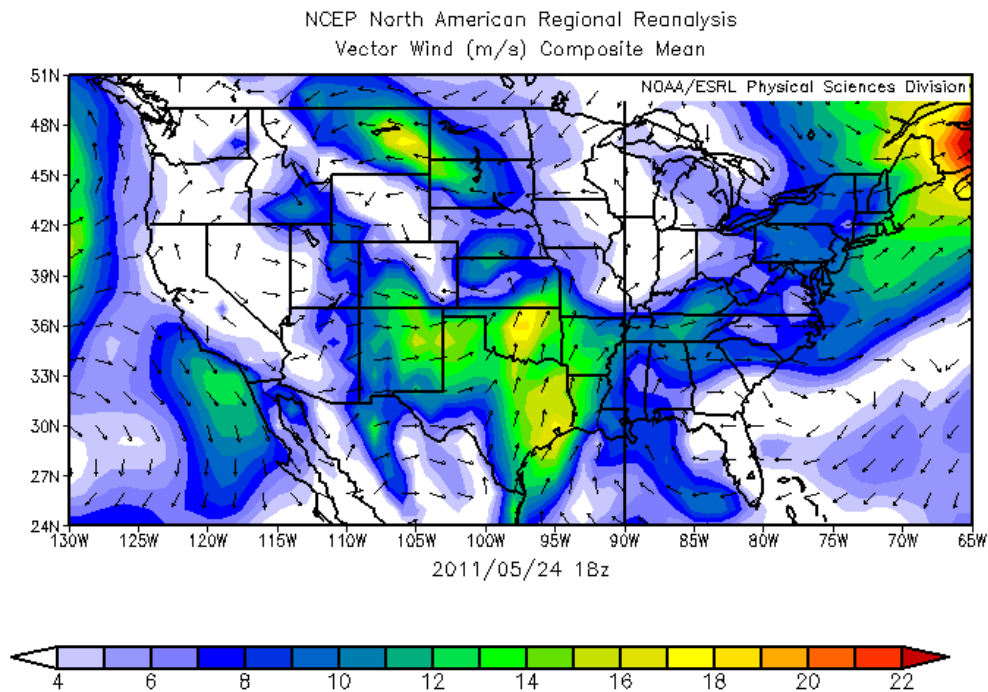 NCEP North American Regional Reanalysis
Vector Wind (m/s) Composite Mean
NOAA/ESRL Physical Sciences Division
51N
48N
45N
42N
39N
36N
33N
30N
27N
24N
130W 125W 120W 115W 110W 105W 100W 95W 90W 85W 80W 75W 70W 65W
2011/05/24 18z
4 6 8 10 12 14 16 18 20 22